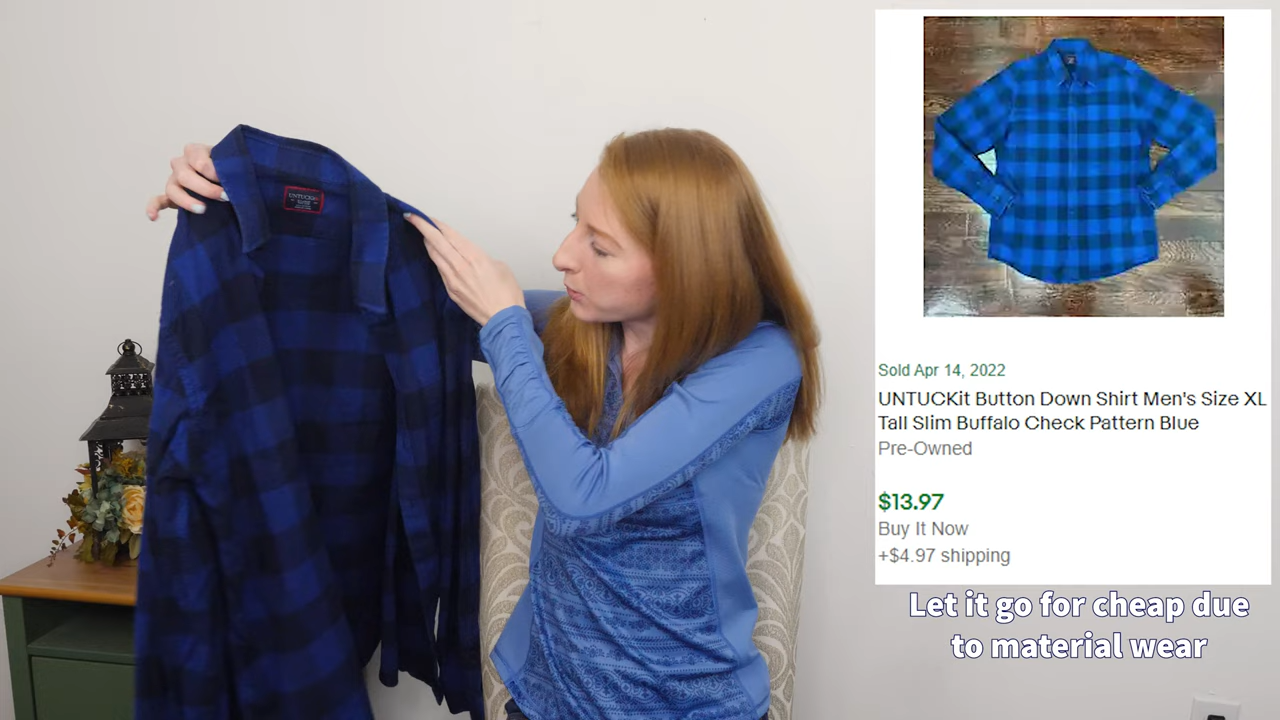 UNTUCKit
Sold Apr 14, 2022
UNTUCKit Button Down Shirt Men's Size XL
Tall Slim Buffalo Check Pattern Blue
Pre-Owned
$13.97
Buy It Now
+$4.97 shipping
Let it go for cheap due
to material wear